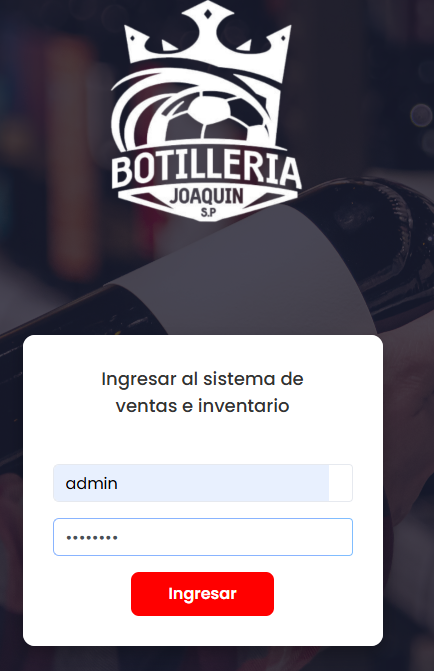 BOTILLERIA
JOAQUIN
S.P
Ingresar al sistema de
ventas e inventario
admin
••••••••
Ingresar